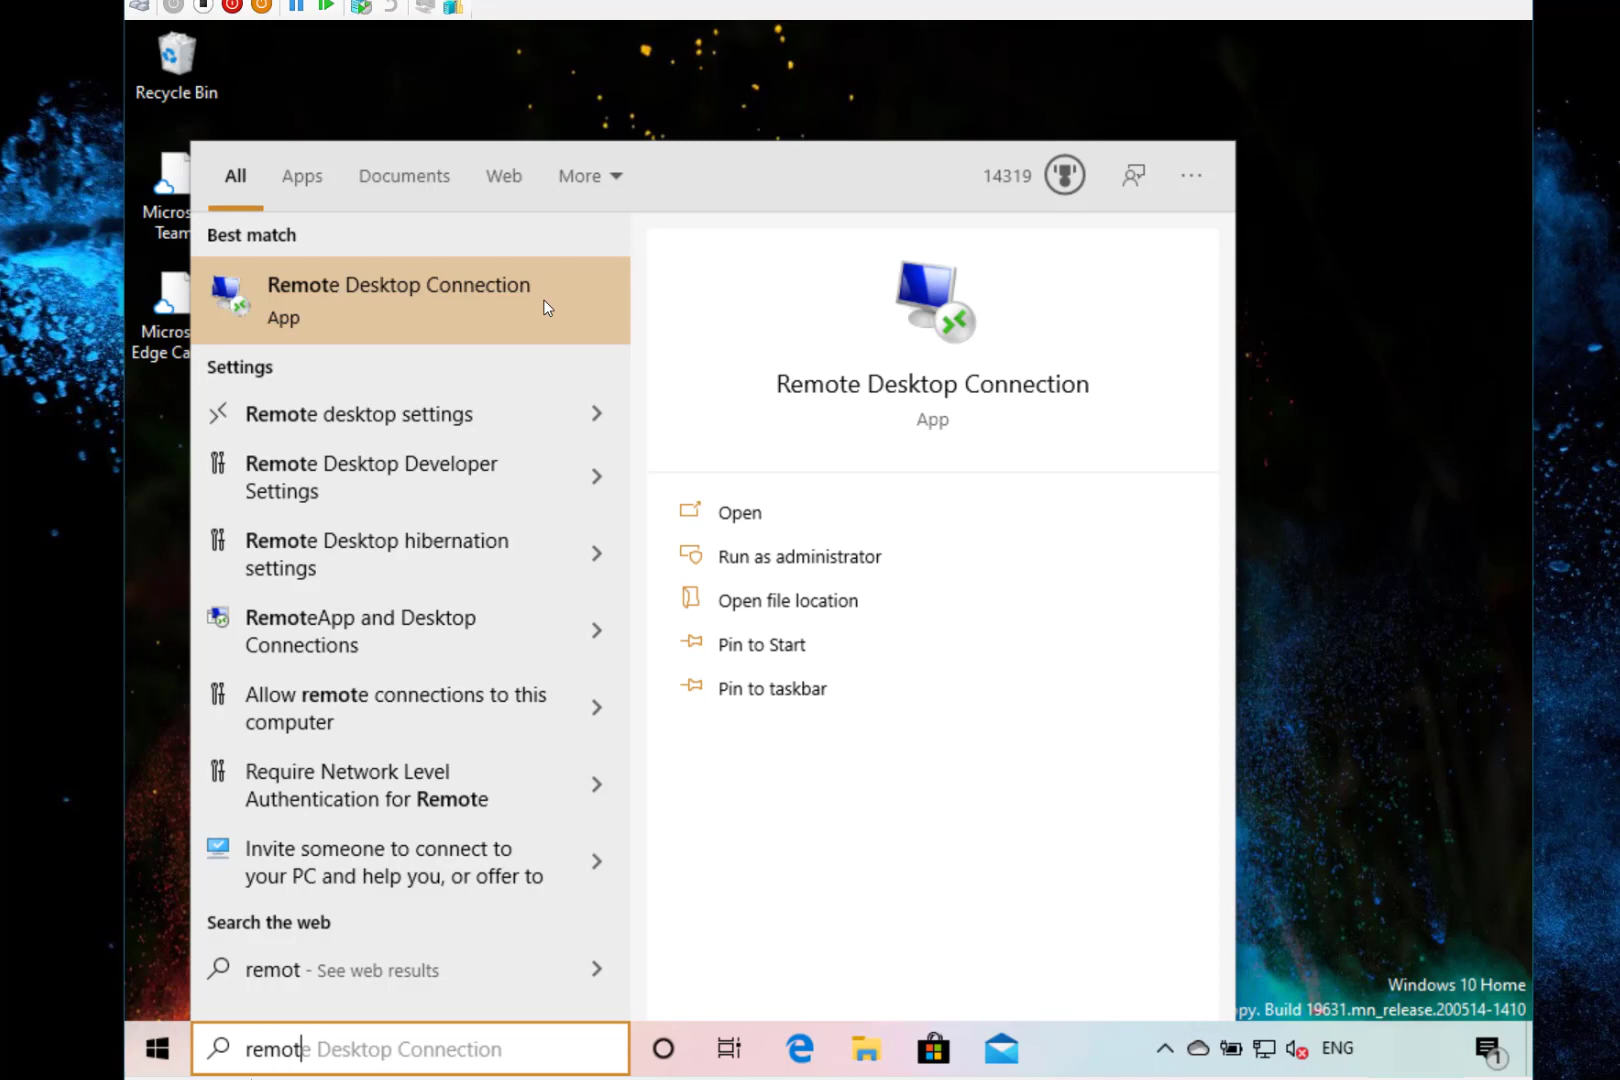 Recycle Bin
Micros
Team
Micros
Edge Ca
All
Apps
Documents
Web
More
14319
Best match
Remote Desktop Connection
App
Settings
Remote desktop settings
Remote Desktop Developer
Settings
Remote Desktop hibernation
settings
RemoteApp and Desktop
Connections
Allow remote connections to this
computer
Require Network Level
Authentication for Remote
Invite someone to connect to
your PC and help you, or offer to
Search the web
remot - See web results
Remote Desktop Connection
App
Open
Run as administrator
Open file location
Pin to Start
Pin to taskbar
Windows 10 Home
py. Build 19631.mn_release.200514-1410
remote Desktop Connection
ENG
1